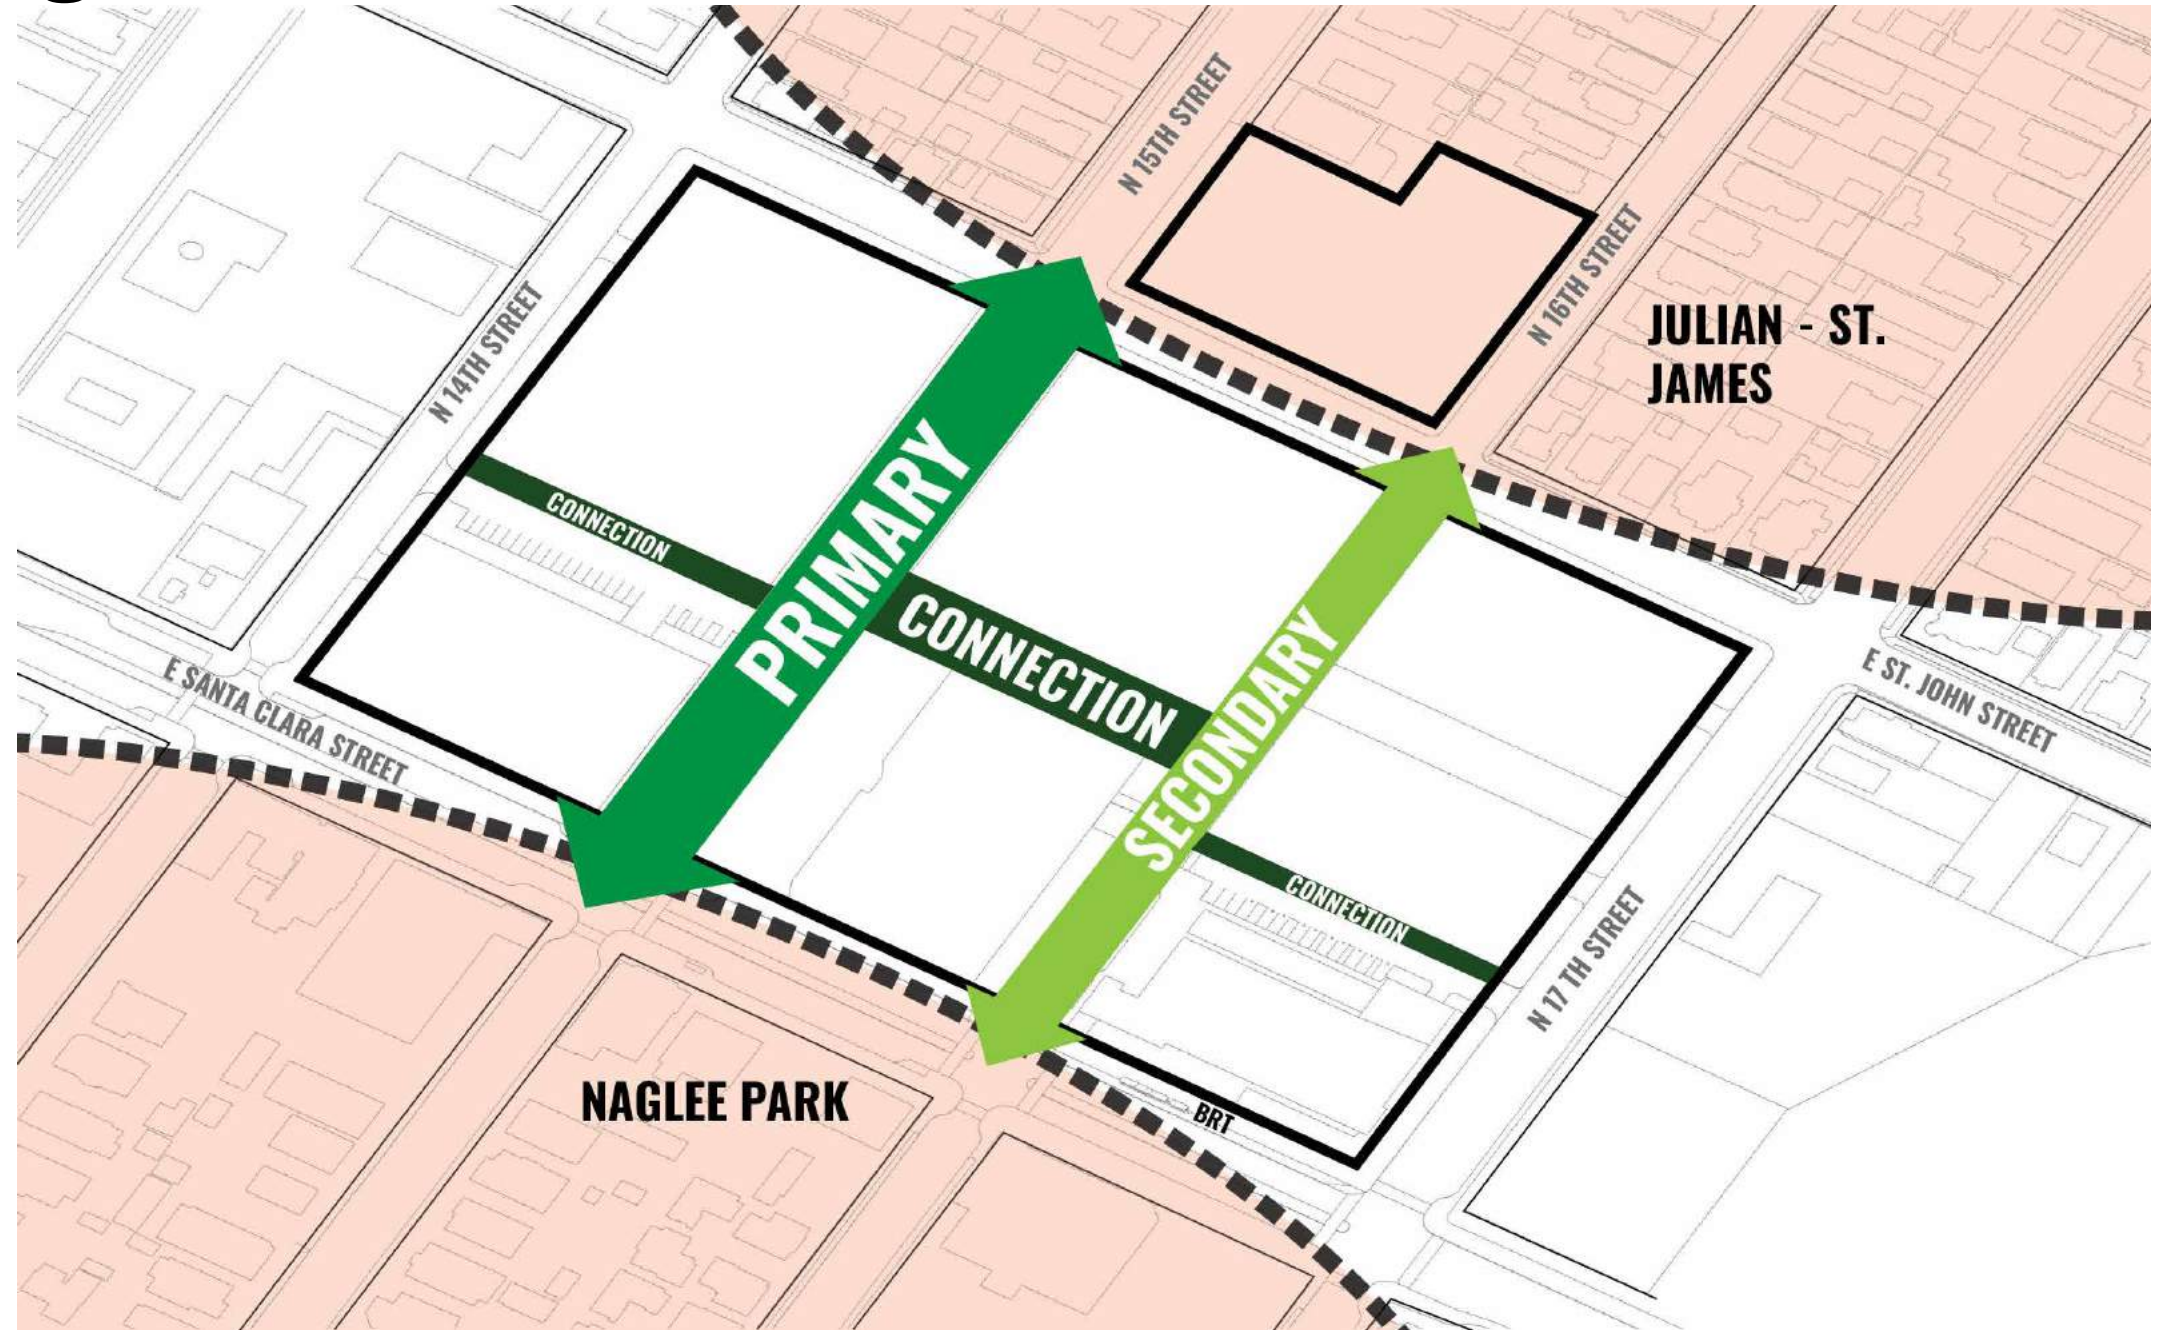 N 15TH STREET
N 16TH STREET
JULIAN - ST.
JAMES
N 14TH STREET
PRIMARY
CONNECTION
CONNECTION
SECONDARY
CONNECTION
E SANTA CLARA STREET
E ST. JOHN STREET
N 17 TH STREET
NAGLEE PARK
BRT